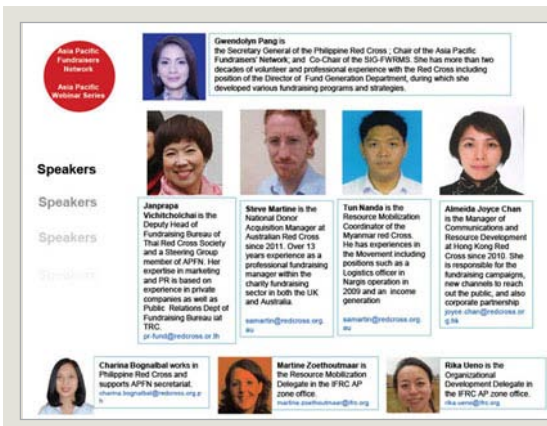 Asia Pacific
Fundraisers
Network
Asia Pacific
Webinar Series
Gwendolyn Pang is
the Secretary General of the Philippine Red Cross ; Chair of the Asia Pacific
Fundraisers' Network; and Co-Chair of the SIG-FWRMS. She has more than two
decades of volunteer and professional experience with the Red Cross including
position of the Director of Fund Generation Department, during which she
developed various fundraising programs and strategies.
Speakers
Speakers
Speakers
Speakers
Janprapa
Vichitcholchai is the
Deputy Head of
Fundraising Bureau of
Thai Red Cross Society
and a Steering Group
member of APFN. Her
expertise in marketing
and PR is based on
experience in private
companies as well as
Public Relations Dept of
Fundraising Bureau iat
TRC.
pr-fund@redcross.or.th
Steve Martine is the
National Donor
Acquisition Manager at
Australian Red Cross
since 2011. Over 13
years experience as a
professional fundraising
manager within the
charity fundraising
sector in both the UK
and Australia.
samartin@redcross.org.
au
Tun Nanda is the
Resource Mobilization
Coordinator of the
Myanmar red Cross.
He has experiences in
the Movement including
positions such as a
Logistics officer in
Nargis operation in
2009 and an income
generation
samartin@redcross.org.
au
Almeida Joyce Chan
is the Manager of
Communications and
Resource Development
at Hong Kong Red
Cross since 2010. She
is responsible for the
fundraising campaigns,
new channels to reach
out the public, and also
corporate partnership
joyce.chan@redcross.or
g.hk
Charina Bognalbal works in
Philippine Red Cross and
supports APFN secretariat.
charina.bognalbal@redcross.org.p
h
Martine Zoethoutmaar is
the Resource Mobilization
Delegate in the IFRC AP
zone office.
martine.zoethoutmaar@ifrc.org
Rika Ueno is the
Organizational
Development Delegate in
the IFRC AP zone office.
rika.ueno@ifrc.org